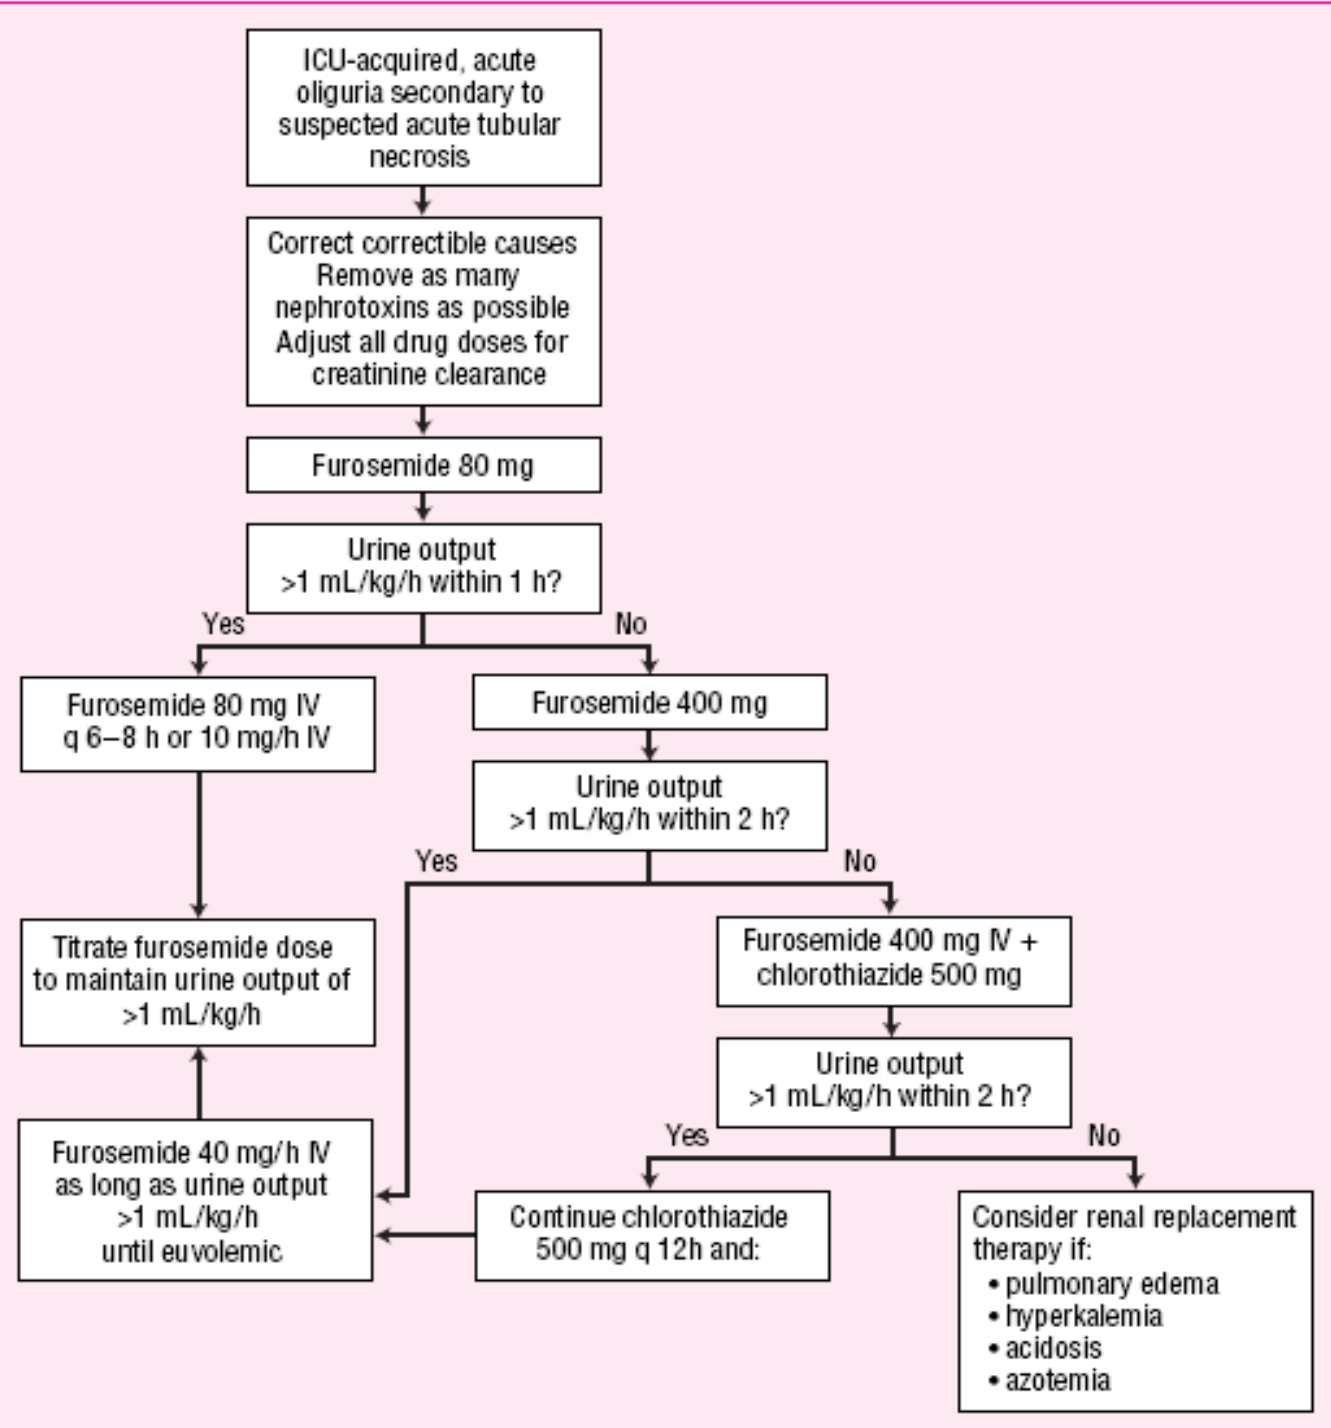 ICU-acquired, acute
oliguria secondary to
suspected acute tubular
necrosis
Correct correctible causes
Remove as many
nephrotoxins as possible
Adjust all drug doses for
creatinine clearance
Furosemide 80 mg
Urine output
>1 mL/kg/h within 1 h?
Yes
No
Furosemide 80 mg IV
q 6–8 h or 10 mg/h IV
Furosemide 400 mg
Urine output
>1 mL/kg/h within 2 h?
Yes
No
Titrate furosemide dose
to maintain urine output of
>1 mL/kg/h
Furosemide 400 mg IV +
chlorothiazide 500 mg
Urine output
>1 mL/kg/h within 2 h?
Yes
No
Furosemide 40 mg/h IV
as long as urine output
>1 mL/kg/h
until euvolemic
Continue chlorothiazide
500 mg q 12h and:
Consider renal replacement
therapy if:
• pulmonary edema
• hyperkalemia
• acidosis
• azotemia